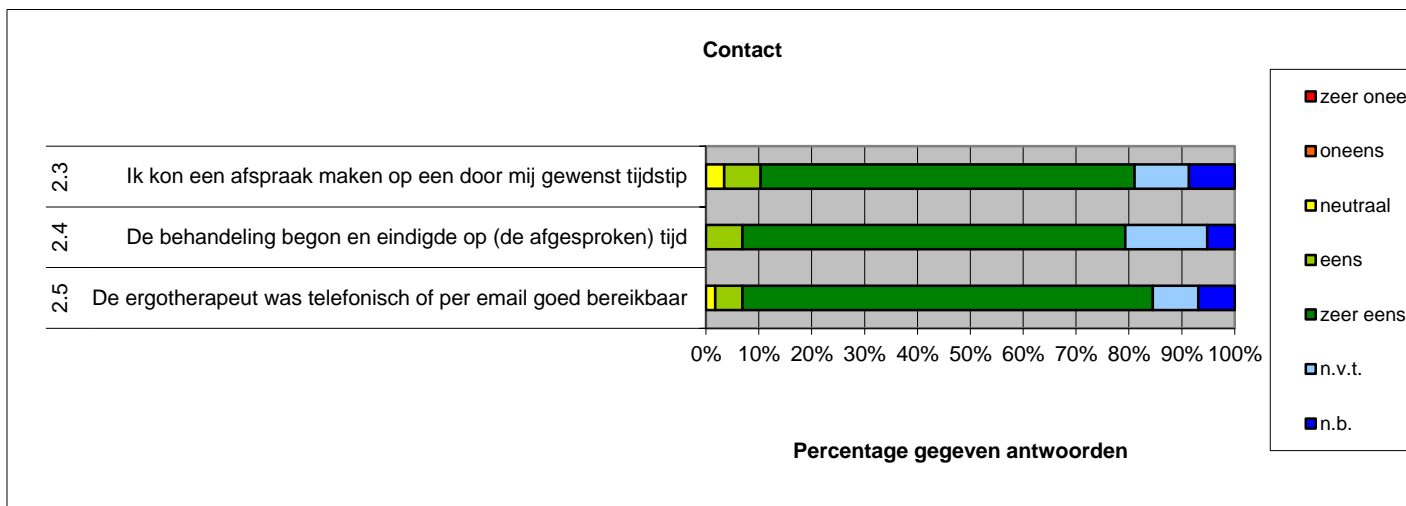 Contact
2.3 Ik kon een afspraak maken op een door mij gewenst tijdstip
2.4 De behandeling begon en eindigde op (de afgesproken) tijd
2.5 De ergotherapeut was telefonisch of per email goed bereikbaar
0% 10% 20% 30% 40% 50% 60% 70% 80% 90% 100%
Percentage gegeven antwoorden
zeer onee
oneens
neutraal
eens
zeer eens
n.v.t.
n.b.